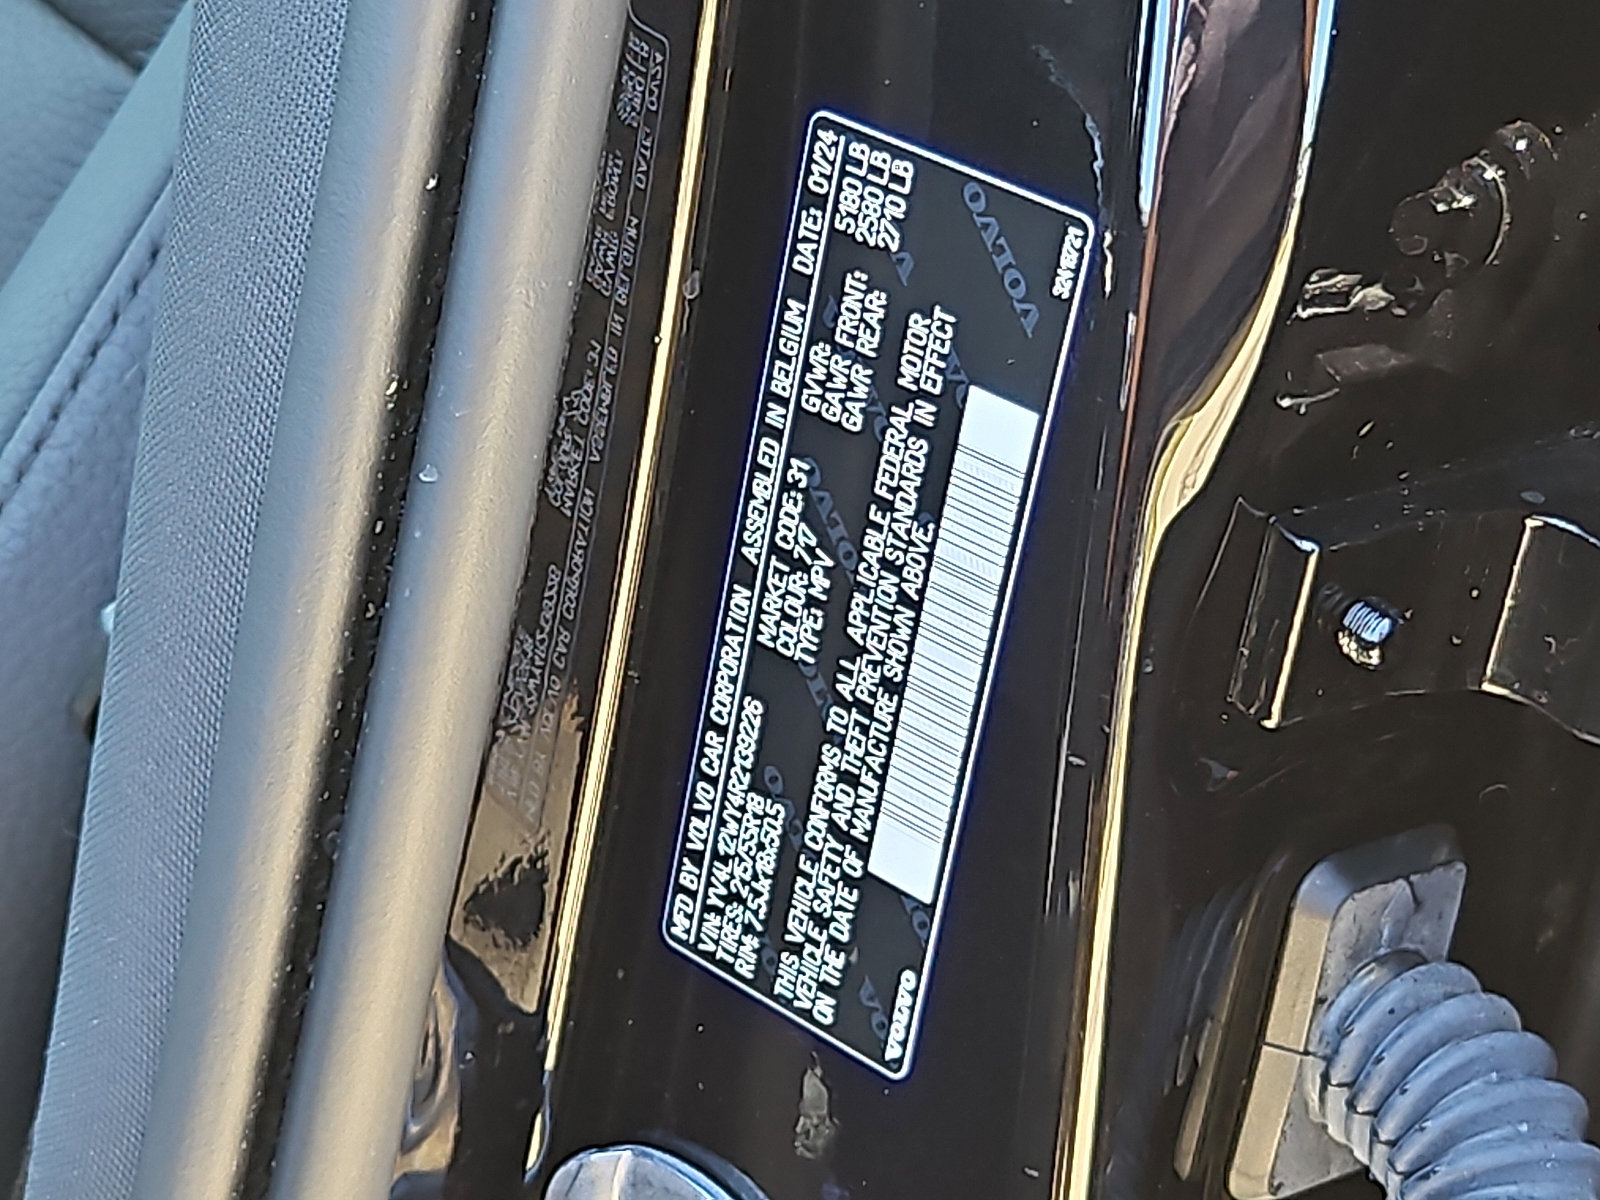 MFD BY VOLVO CAR CORPORATION ASSEMBLED IN BELGIUM DATE: 01/24
VIN: YV4L12WY4R2139226
TIRES: 215/55R18
RIM: 7.5Jx18x50.5
MARKET CODE: 31
COLOUR: 717
TYPE: MPV
GVWR: 5180 LB
GAWR FRONT: 2580 LB
GAWR REAR: 2710 LB
THIS VEHICLE CONFORMS TO ALL APPLICABLE FEDERAL MOTOR
VEHICLE SAFETY AND THEFT PREVENTION STANDARDS IN EFFECT
ON THE DATE OF MANUFACTURE SHOWN ABOVE.
VOLVO
32419721